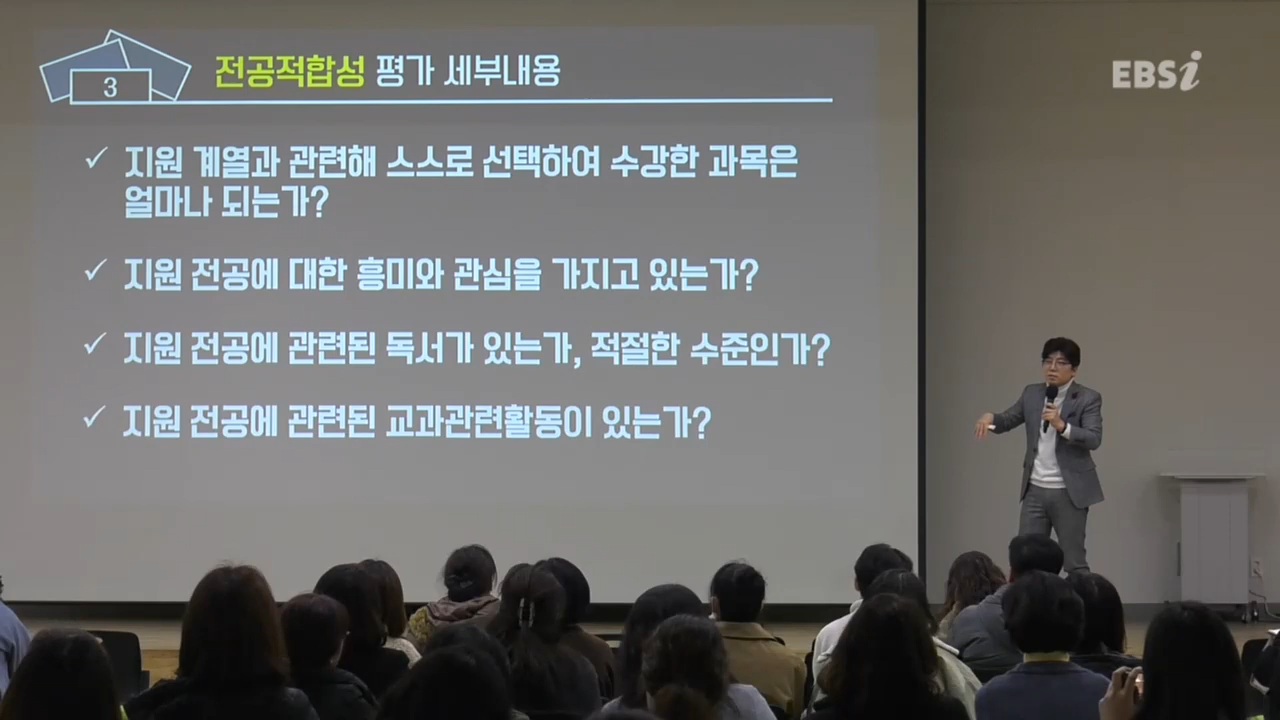 3
전공적합성 평가 세부내용
EBSi
지원 계열과 관련해 스스로 선택하여 수강한 과목은
얼마나 되는가?
지원 전공에 대한 흥미와 관심을 가지고 있는가?
지원 전공에 관련된 독서가 있는가, 적절한 수준인가?
지원 전공에 관련된 교과관련활동이 있는가?